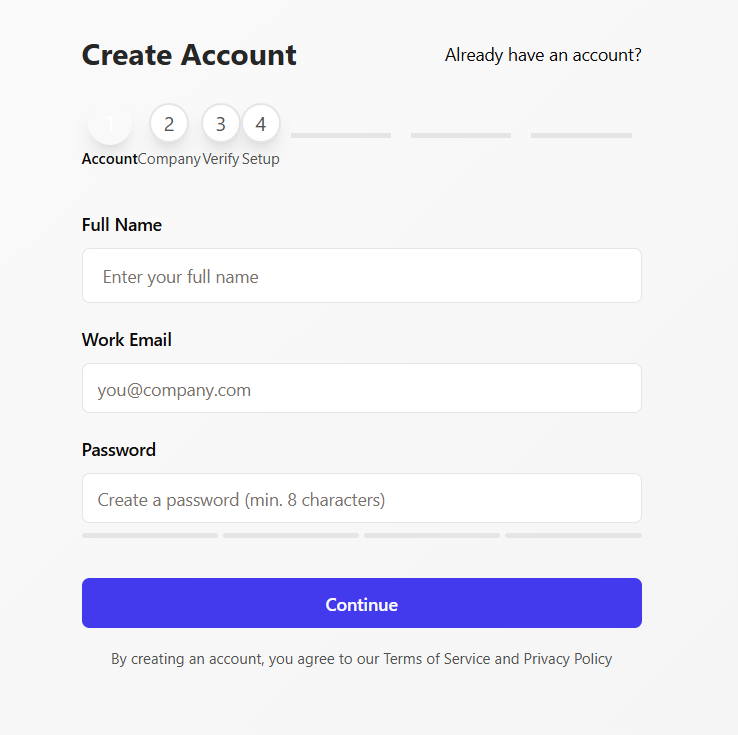 Create Account
Already have an account?
1 2 3 4
Account Company Verify Setup
Full Name
Enter your full name
Work Email
you@company.com
Password
Create a password (min. 8 characters)
Continue
By creating an account, you agree to our Terms of Service and Privacy Policy